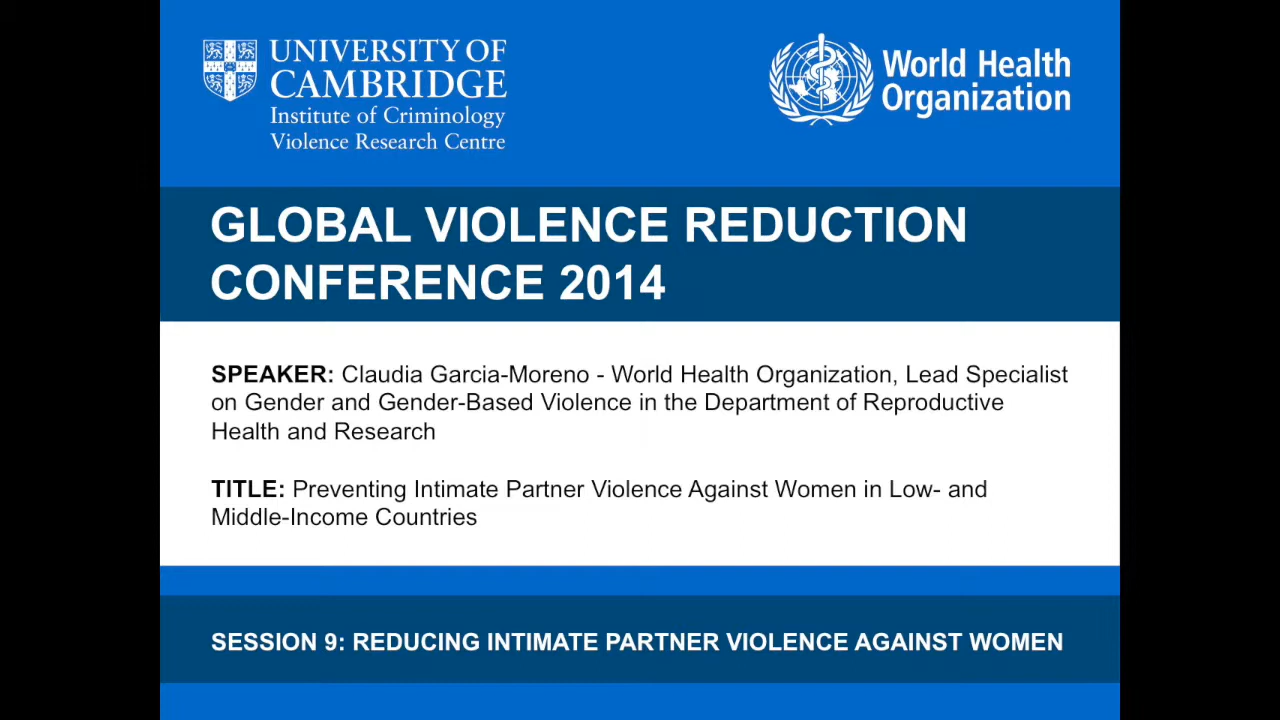 UNIVERSITY OF
CAMBRIDGE
Institute of Criminology
Violence Research Centre
World Health
Organization
GLOBAL VIOLENCE REDUCTION
CONFERENCE 2014
SPEAKER: Claudia Garcia-Moreno - World Health Organization, Lead Specialist
on Gender and Gender-Based Violence in the Department of Reproductive
Health and Research
TITLE: Preventing Intimate Partner Violence Against Women in Low- and
Middle-Income Countries
SESSION 9: REDUCING INTIMATE PARTNER VIOLENCE AGAINST WOMEN